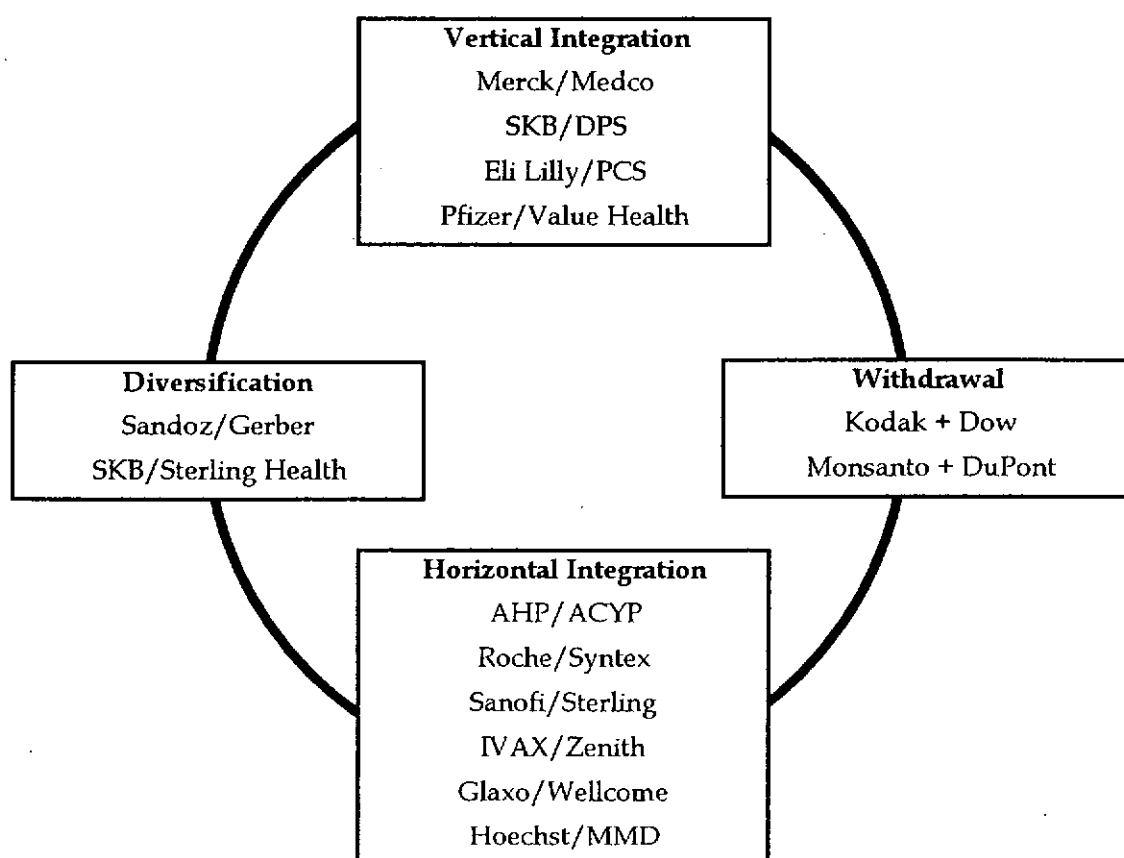 Vertical Integration
Merck/Medco
SKB/DPS
Eli Lilly/PCS
Pfizer/Value Health
Diversification
Sandoz/Gerber
SKB/Sterling Health
Withdrawal
Kodak + Dow
Monsanto + DuPont
Horizontal Integration
AHP/ACYP
Roche/Syntex
Sanofi/Sterling
IVAX/Zenith
Glaxo/Wellcome
Hoechst/MMD